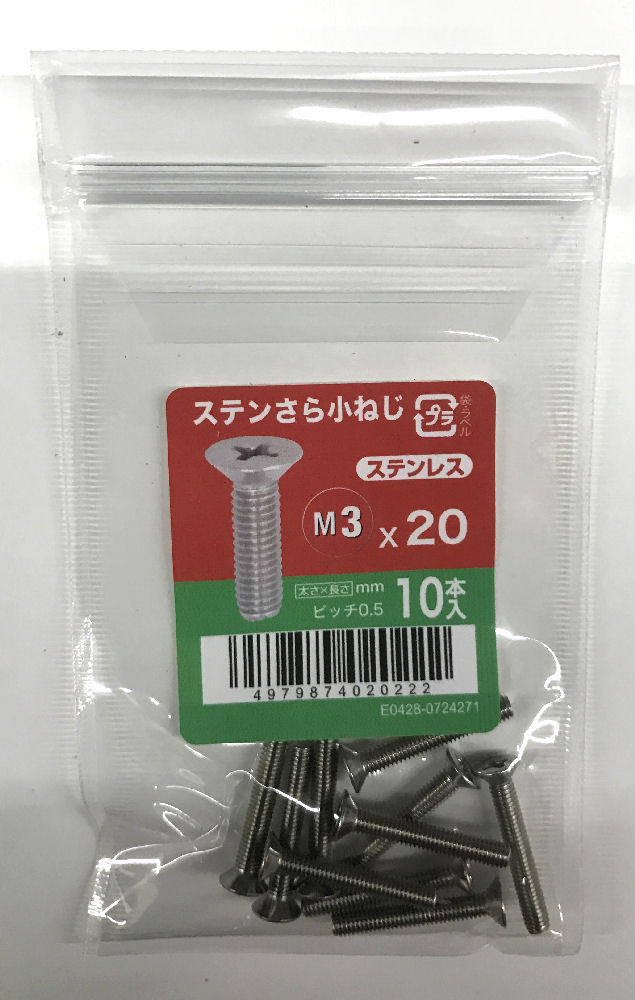 ステンさら小ねじ
プラ
袋・ラベル
ステンレス
M3 x 20
太さ×長さ mm
ピッチ0.5
10本入
4979874020222
E0428-0724271